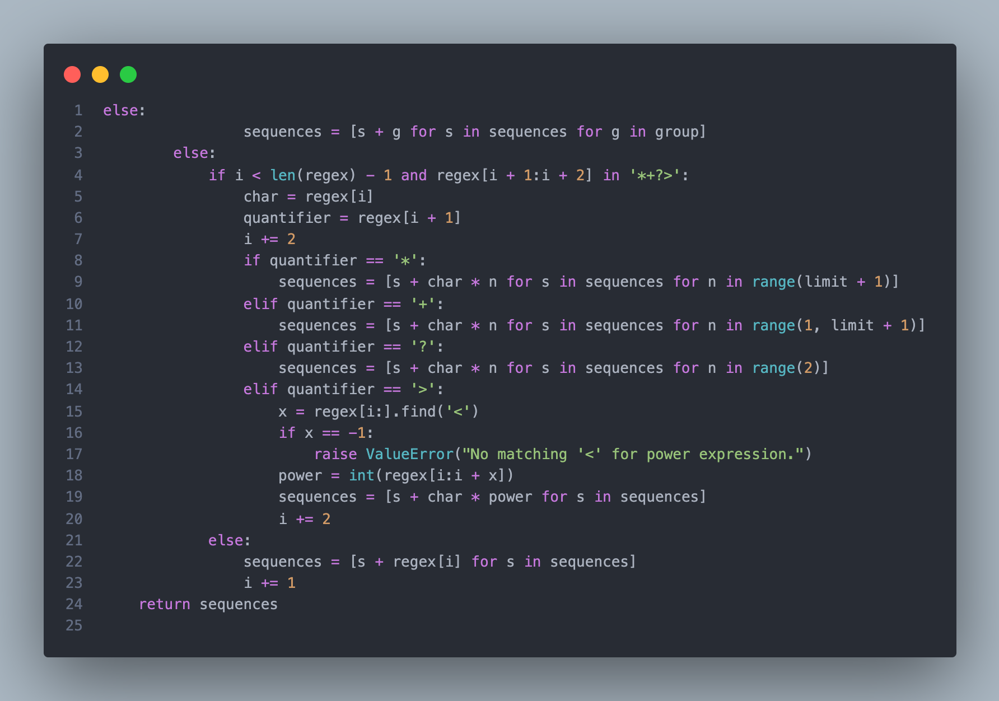 1 else:
2                 sequences = [s + g for s in sequences for g in group]
3         else:
4             if i < len(regex) - 1 and regex[i + 1:i + 2] in '*+?>':
5                 char = regex[i]
6                 quantifier = regex[i + 1]
7                 i += 2
8                 if quantifier == '*':
9                     sequences = [s + char * n for s in sequences for n in range(limit + 1)]
10                 elif quantifier == '+':
11                     sequences = [s + char * n for s in sequences for n in range(1, limit + 1)]
12                 elif quantifier == '?':
13                     sequences = [s + char * n for s in sequences for n in range(2)]
14                 elif quantifier == '>':
15                     x = regex[i:].find('<')
16                     if x == -1:
17                         raise ValueError("No matching '<' for power expression.")
18                     power = int(regex[i:i + x])
19                     sequences = [s + char * power for s in sequences]
20                     i += 2
21             else:
22                 sequences = [s + regex[i] for s in sequences]
23                 i += 1
24     return sequences
25